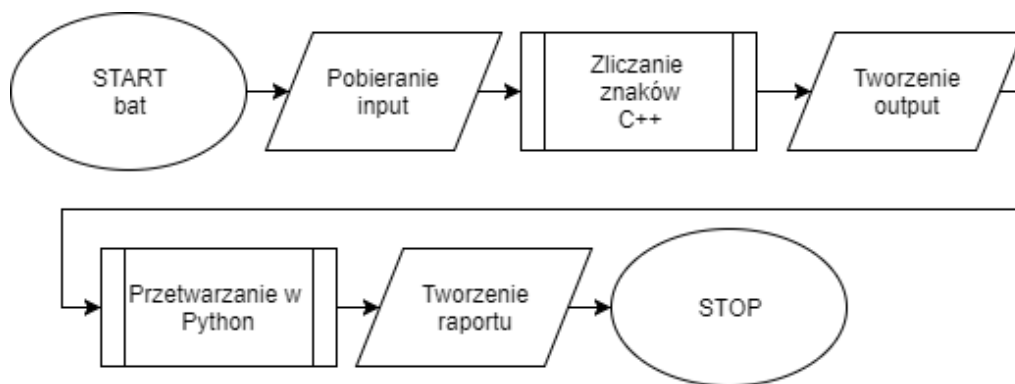 START
bat
Pobieranie
input
Zliczanie
znaków
C++
Tworzenie
output
Przetwarzanie w
Python
Tworzenie
raportu
STOP